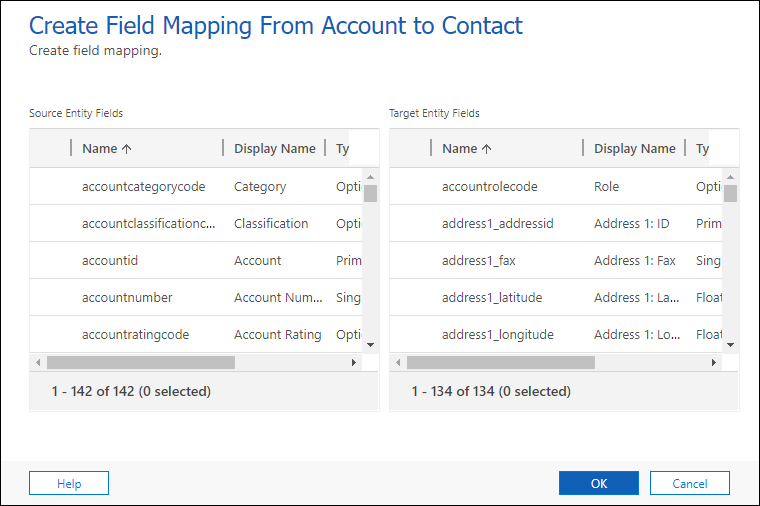 Create Field Mapping From Account to Contact
Create field mapping.
Source Entity Fields
Name ↑ Display Name Ty
accountcategorycode Category Optio
accountclassificationc... Classification Optio
accountid Account Prim
accountnumber Account Num... Sing
accountratingcode Account Rating Optio
1 - 142 of 142 (0 selected)
Target Entity Fields
Name ↑ Display Name Ty
accountrolecode Role Opti
address1_addressid Address 1: ID Prim
address1_fax Address 1: Fax Sing
address1_latitude Address 1: La... Float
address1_longitude Address 1: Lo... Float
1 - 134 of 134 (0 selected)
Help
OK
Cancel